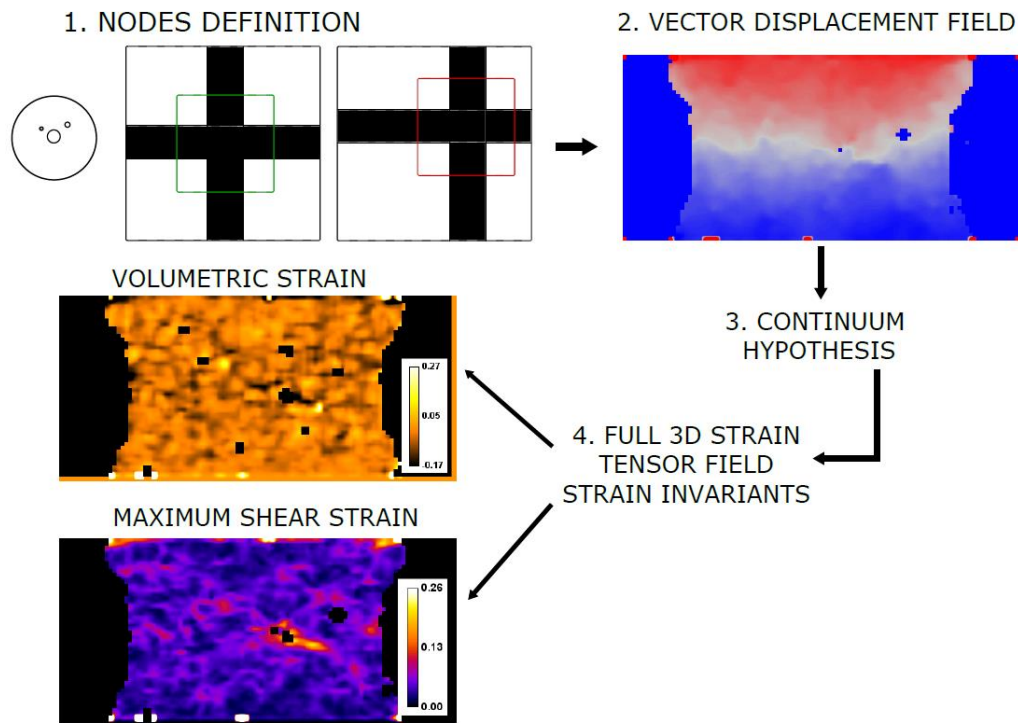 1. NODES DEFINITION
2. VECTOR DISPLACEMENT FIELD
3. CONTINUUM
HYPOTHESIS
4. FULL 3D STRAIN
TENSOR FIELD
STRAIN INVARIANTS
VOLUMETRIC STRAIN
0.27
0.05
-0.17
MAXIMUM SHEAR STRAIN
0.26
0.13
0.00